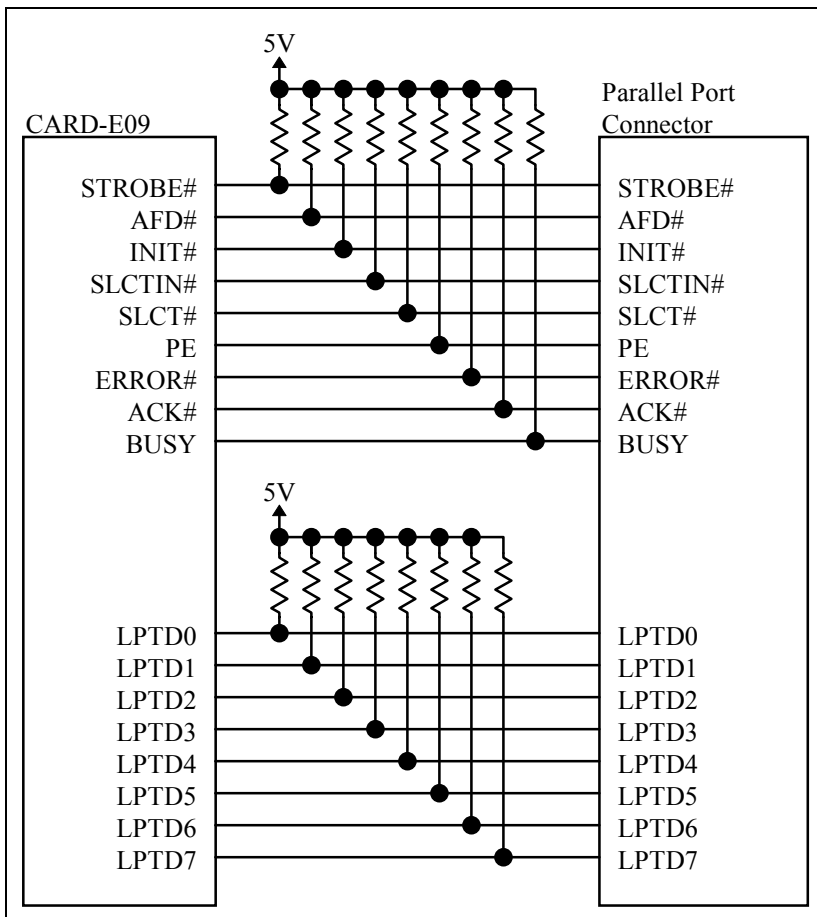 5V
Parallel Port
Connector
CARD-E09
STROBE# STROBE#
AFD# AFD#
INIT# INIT#
SLCTIN# SLCTIN#
SLCT# SLCT#
PE PE
ERROR# ERROR#
ACK# ACK#
BUSY BUSY
5V
LPTD0 LPTD0
LPTD1 LPTD1
LPTD2 LPTD2
LPTD3 LPTD3
LPTD4 LPTD4
LPTD5 LPTD5
LPTD6 LPTD6
LPTD7 LPTD7